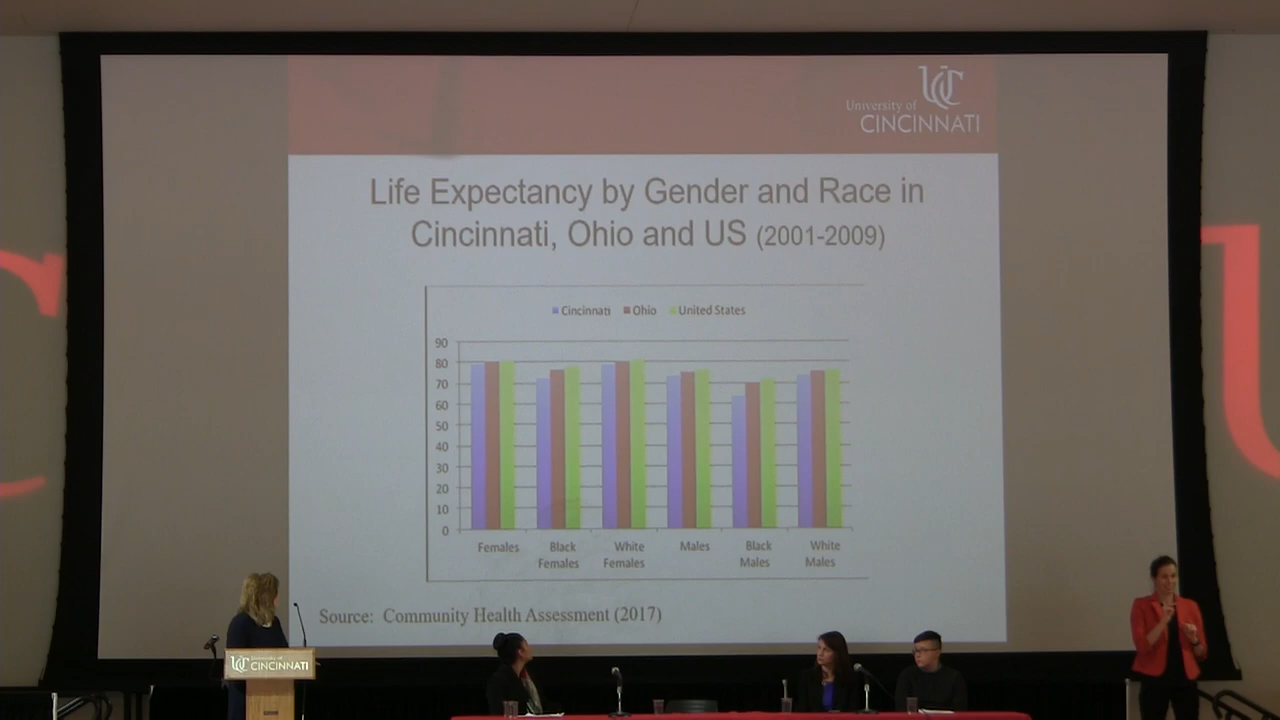 University of
CINCINNATI
Life Expectancy by Gender and Race in
Cincinnati, Ohio and US (2001-2009)
Cincinnati Ohio United States
90
80
70
60
50
40
30
20
10
0
Females Black Females White Females Males Black Males White Males
Source: Community Health Assessment (2017)
University of
CINCINNATI